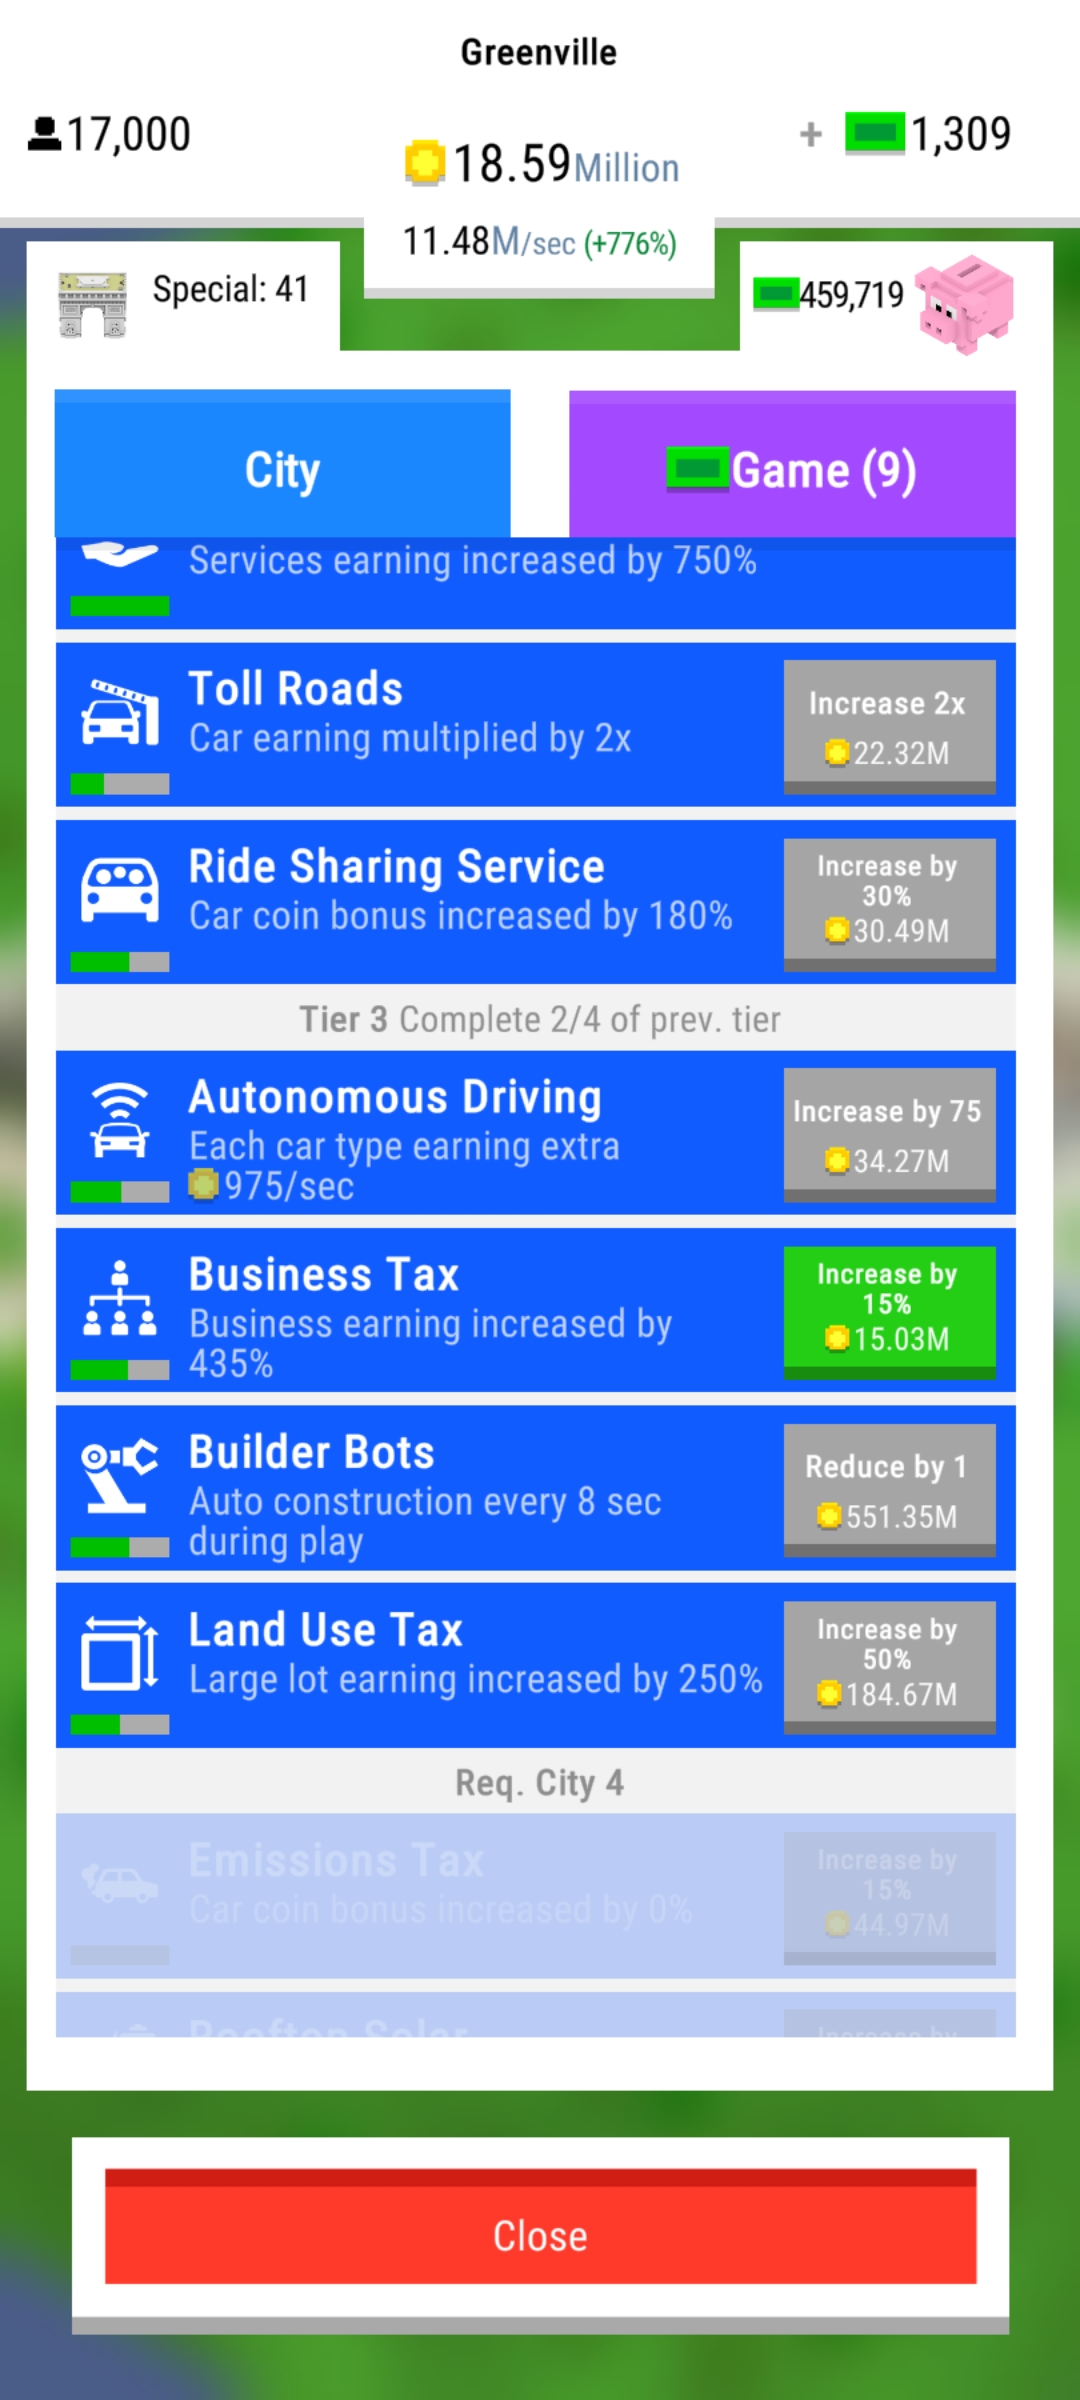 Greenville
17,000
18.59Million
+ 1,309
11.48M/sec (+776%)
Special: 41
459,719
City
Game (9)
Services earning increased by 750%
Toll Roads
Car earning multiplied by 2x
Increase 2x
22.32M
Ride Sharing Service
Car coin bonus increased by 180%
Increase by
30%
30.49M
Tier 3 Complete 2/4 of prev. tier
Autonomous Driving
Each car type earning extra
975/sec
Increase by 75
34.27M
Business Tax
Business earning increased by
435%
Increase by
15%
15.03M
Builder Bots
Auto construction every 8 sec
during play
Reduce by 1
551.35M
Land Use Tax
Large lot earning increased by 250%
Increase by
50%
184.67M
Req. City 4
Emissions Tax
Car coin bonus increased by 0%
Increase by
15%
44.97M
Rooftop Solar
Increase by
Close